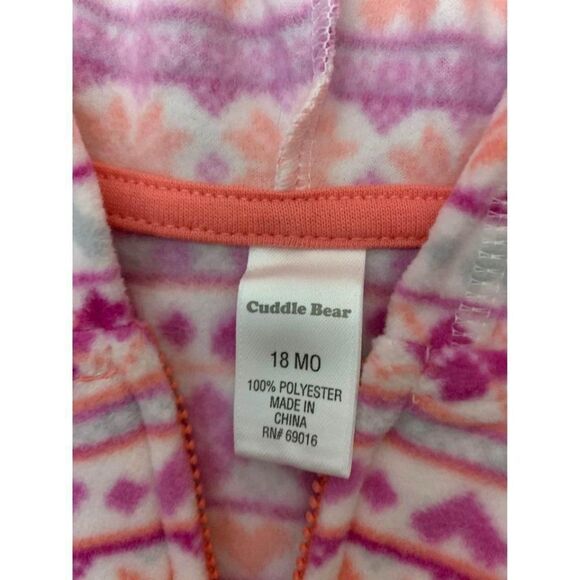 Cuddle Bear
18 MO
100% POLYESTER
MADE IN
CHINA
RN# 69016